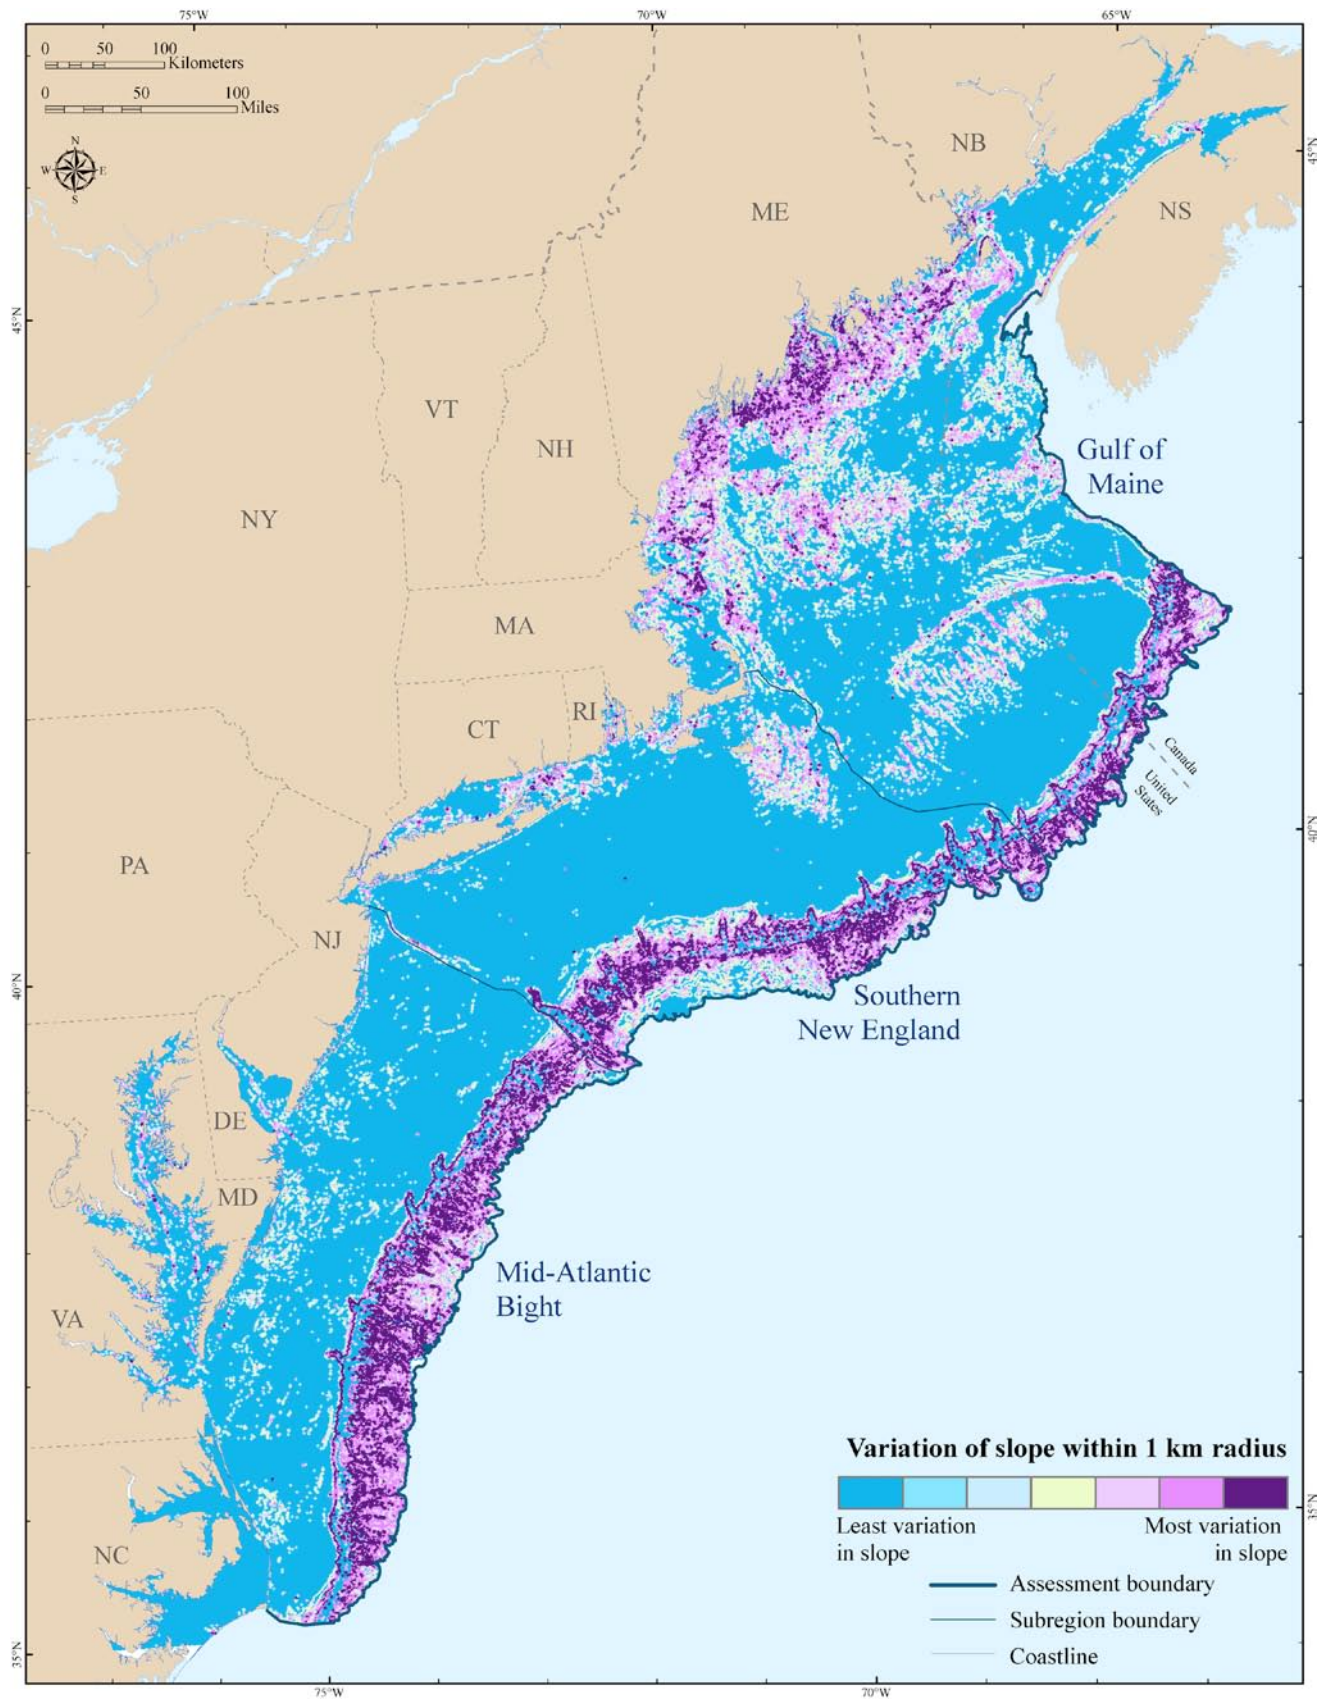 75°W 70°W 65°W
0 50 100
Kilometers
0 50 100
Miles
N
W E
S
NB
45°N
ME
NS
45°N
VT
NH
Gulf of
Maine
NY
MA
CT
RI
Canada
United
States
40°N
PA
NJ
40°N
Southern
New England
DE
MD
Mid-Atlantic
Bight
VA
Variation of slope within 1 km radius
Least variation
in slope
Most variation
in slope
35°N
NC
Assessment boundary
Subregion boundary
Coastline
35°N
75°W 70°W